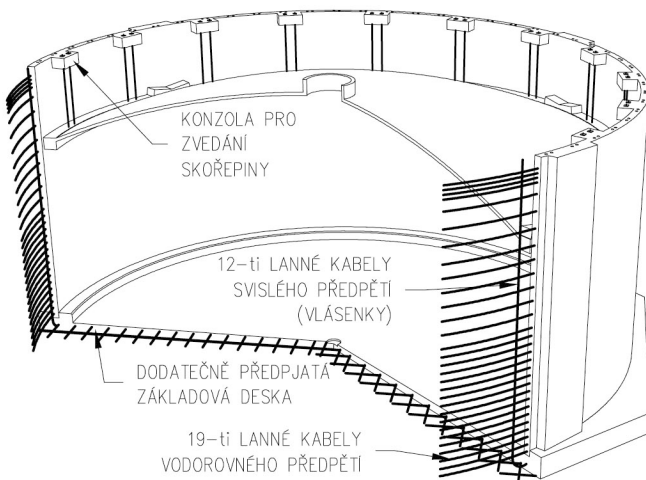 KONZOLA PRO
ZVEDÁNÍ
SKOŘEPINY
12-ti LANNÉ KABELY
SVISLÉHO PŘEDPĚTÍ
(VLÁSENKY)
DODATEČNĚ PŘEDPJATÁ
ZÁKLADOVÁ DESKA
19-ti LANNÉ KABELY
VODOROVNÉHO PŘEDPĚTÍ